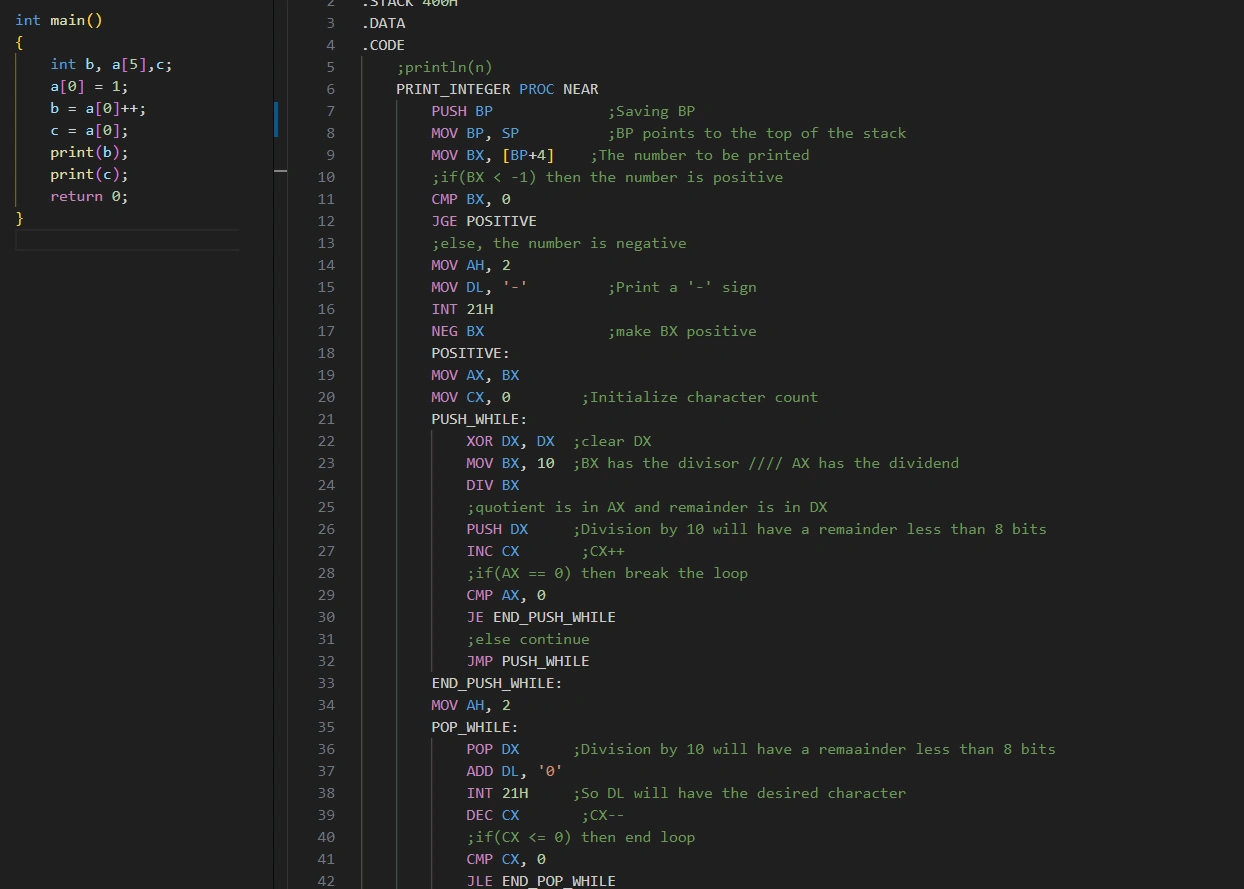 int main()
{
int b, a[5],c;
a[0] = 1;
b = a[0]++;
c = a[0];
print(b);
print(c);
return 0;
}
2 .STACK 400H
3 .DATA
4 .CODE
5 ;println(n)
6 PRINT_INTEGER PROC NEAR
7 PUSH BP ;Saving BP
8 MOV BP, SP ;BP points to the top of the stack
9 MOV BX, [BP+4] ;The number to be printed
10 ;if(BX < -1) then the number is positive
11 CMP BX, 0
12 JGE POSITIVE
13 ;else, the number is negative
14 MOV AH, 2
15 MOV DL, '-' ;Print a '-' sign
16 INT 21H
17 NEG BX ;make BX positive
18 POSITIVE:
19 MOV AX, BX
20 MOV CX, 0 ;Initialize character count
21 PUSH_WHILE:
22 XOR DX, DX ;clear DX
23 MOV BX, 10 ;BX has the divisor //// AX has the dividend
24 DIV BX
25 ;quotient is in AX and remainder is in DX
26 PUSH DX ;Division by 10 will have a remainder less than 8 bits
27 INC CX ;CX++
28 ;if(AX == 0) then break the loop
29 CMP AX, 0
30 JE END_PUSH_WHILE
31 ;else continue
32 JMP PUSH_WHILE
33 END_PUSH_WHILE:
34 MOV AH, 2
35 POP_WHILE:
36 POP DX ;Division by 10 will have a remaainder less than 8 bits
37 ADD DL, '0'
38 INT 21H ;So DL will have the desired character
39 DEC CX ;CX--
40 ;if(CX <= 0) then end loop
41 CMP CX, 0
42 JLE END_POP_WHILE